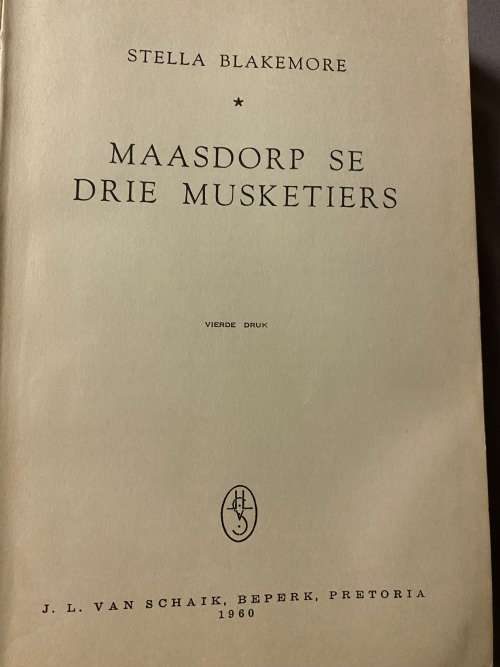 STELLA BLAKEMORE
★
MAASDORP SE
DRIE MUSKETIERS
VIERDE DRUK
J. L. VAN SCHAIK, BEPERK, PRETORIA
1960